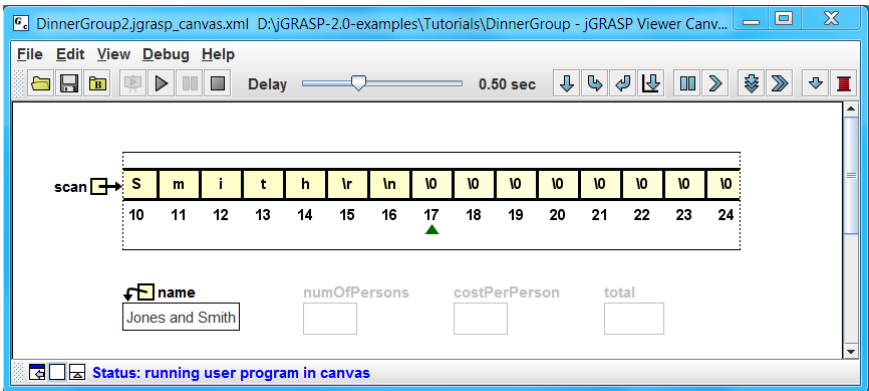 DinnerGroup2.jgrasp_canvas.xml D:\jGRASP-2.0-examples\Tutorials\DinnerGroup - jGRASP Viewer Canv...
File Edit View Debug Help
B Delay 0.50 sec
scan S m i t h \r \n \0 \0 \0 \0 \0 \0 \0 \0
10 11 12 13 14 15 16 17 18 19 20 21 22 23 24
name numOfPersons costPerPerson total
Jones and Smith
Status: running user program in canvas